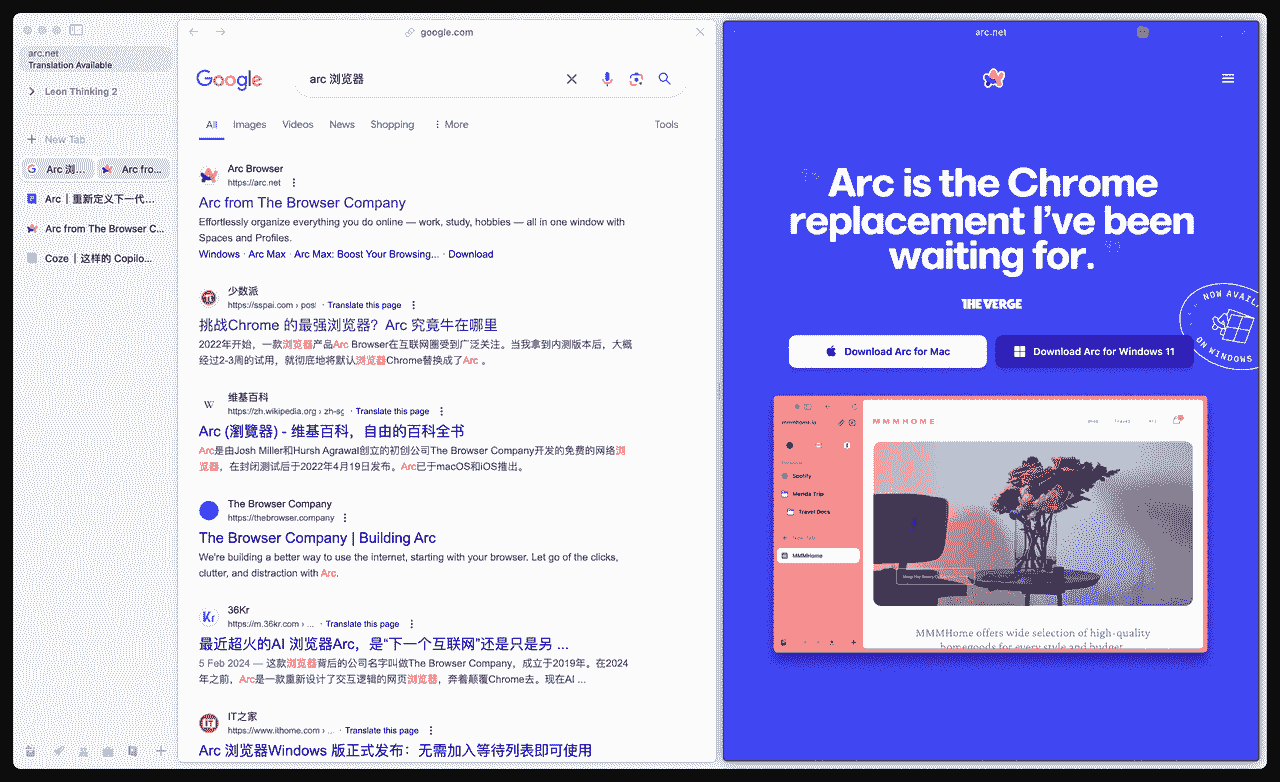 arc.net
Translation Available
Leon Thinking 2
New Tab
Arc 浏...
Arc fro...
Arc｜重新定义下一代...
Arc from The Browser C...
Coze｜这样的 Copilo...
google.com
Google
arc 浏览器
All
Images
Videos
News
Shopping
More
Tools
Arc Browser
https://arc.net
Arc from The Browser Company
Effortlessly organize everything you do online — work, study, hobbies — all in one window with
Spaces and Profiles.
Windows · Arc Max · Arc Max: Boost Your Browsing... · Download
少数派
https://sspai.com › post · Translate this page
挑战Chrome 的最强浏览器？Arc 究竟牛在哪里
2022年开始，一款浏览器产品Arc Browser在互联网圈受到广泛关注。当我拿到内测版本后，大概
经过2-3周的试用，就彻底地将默认浏览器Chrome替换成了Arc 。
W
维基百科
https://zh.wikipedia.org › zh-sg · Translate this page
Arc (瀏覽器) - 维基百科，自由的百科全书
Arc是由Josh Miller和Hursh Agrawal创立的初创公司The Browser Company开发的免费的网络浏
览器，在封闭测试后于2022年4月19日发布。Arc已于macOS和iOS推出。
The Browser Company
https://thebrowser.company
The Browser Company | Building Arc
We're building a better way to use the internet, starting with your browser. Let go of the clicks,
clutter, and distraction with Arc.
Kr
36Kr
https://m.36kr.com › ... · Translate this page
最近超火的AI 浏览器Arc，是“下一个互联网”还是只是另 ...
5 Feb 2024 — 这款浏览器背后的公司名字叫做The Browser Company，成立于2019年。在2024
年之前，Arc是一款重新设计了交互逻辑的网页浏览器，奔着颠覆Chrome去。现在AI ...
IT
IT之家
https://www.ithome.com › ... · Translate this page
Arc 浏览器Windows 版正式发布：无需加入等待列表即可使用
arc.net
“Arc is the Chrome
replacement I’ve been
waiting for.”
THE VERGE
NOW AVAIL
ON WINDOWS
Download Arc for Mac
Download Arc for Windows 11
mmmhome.io
Spotify
Wenda Trip
Travel Docs
New Tab
MMMHome
MMMHOME
MMMHome offers wide selection of high-quality
homegoods for every style and budget